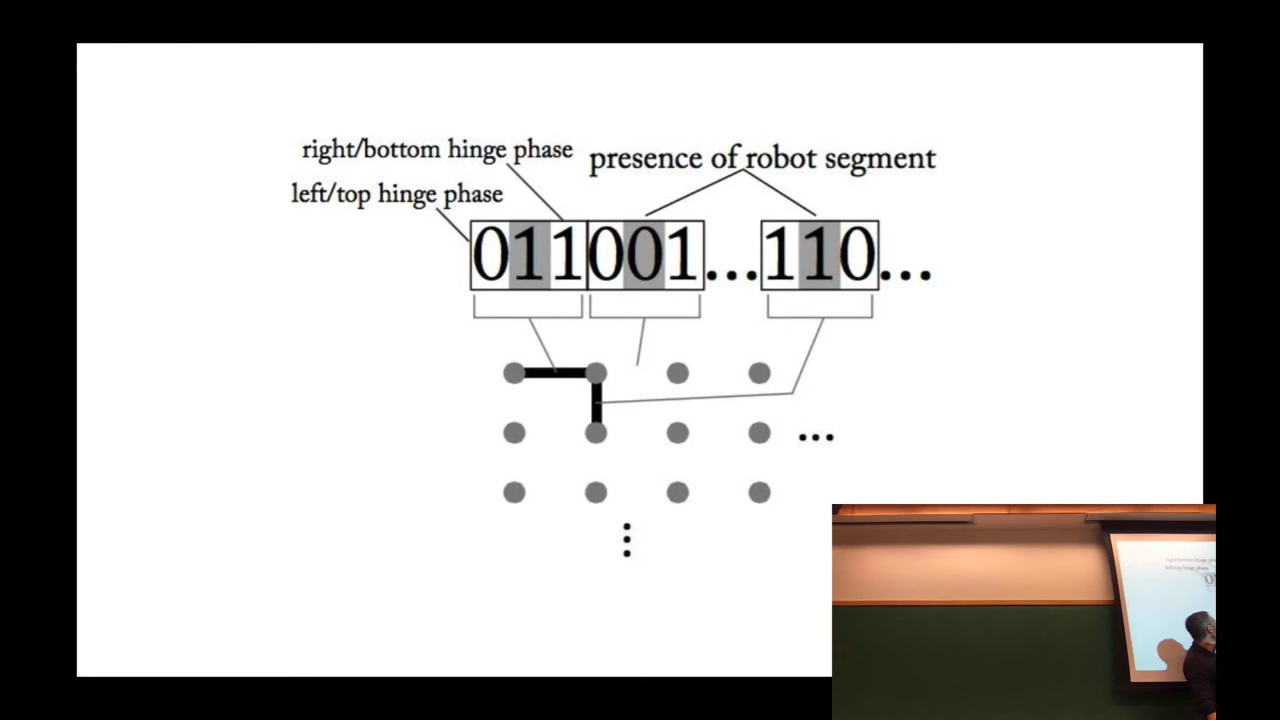 right/bottom hinge phase
presence of robot segment
left/top hinge phase
011001...110...
...